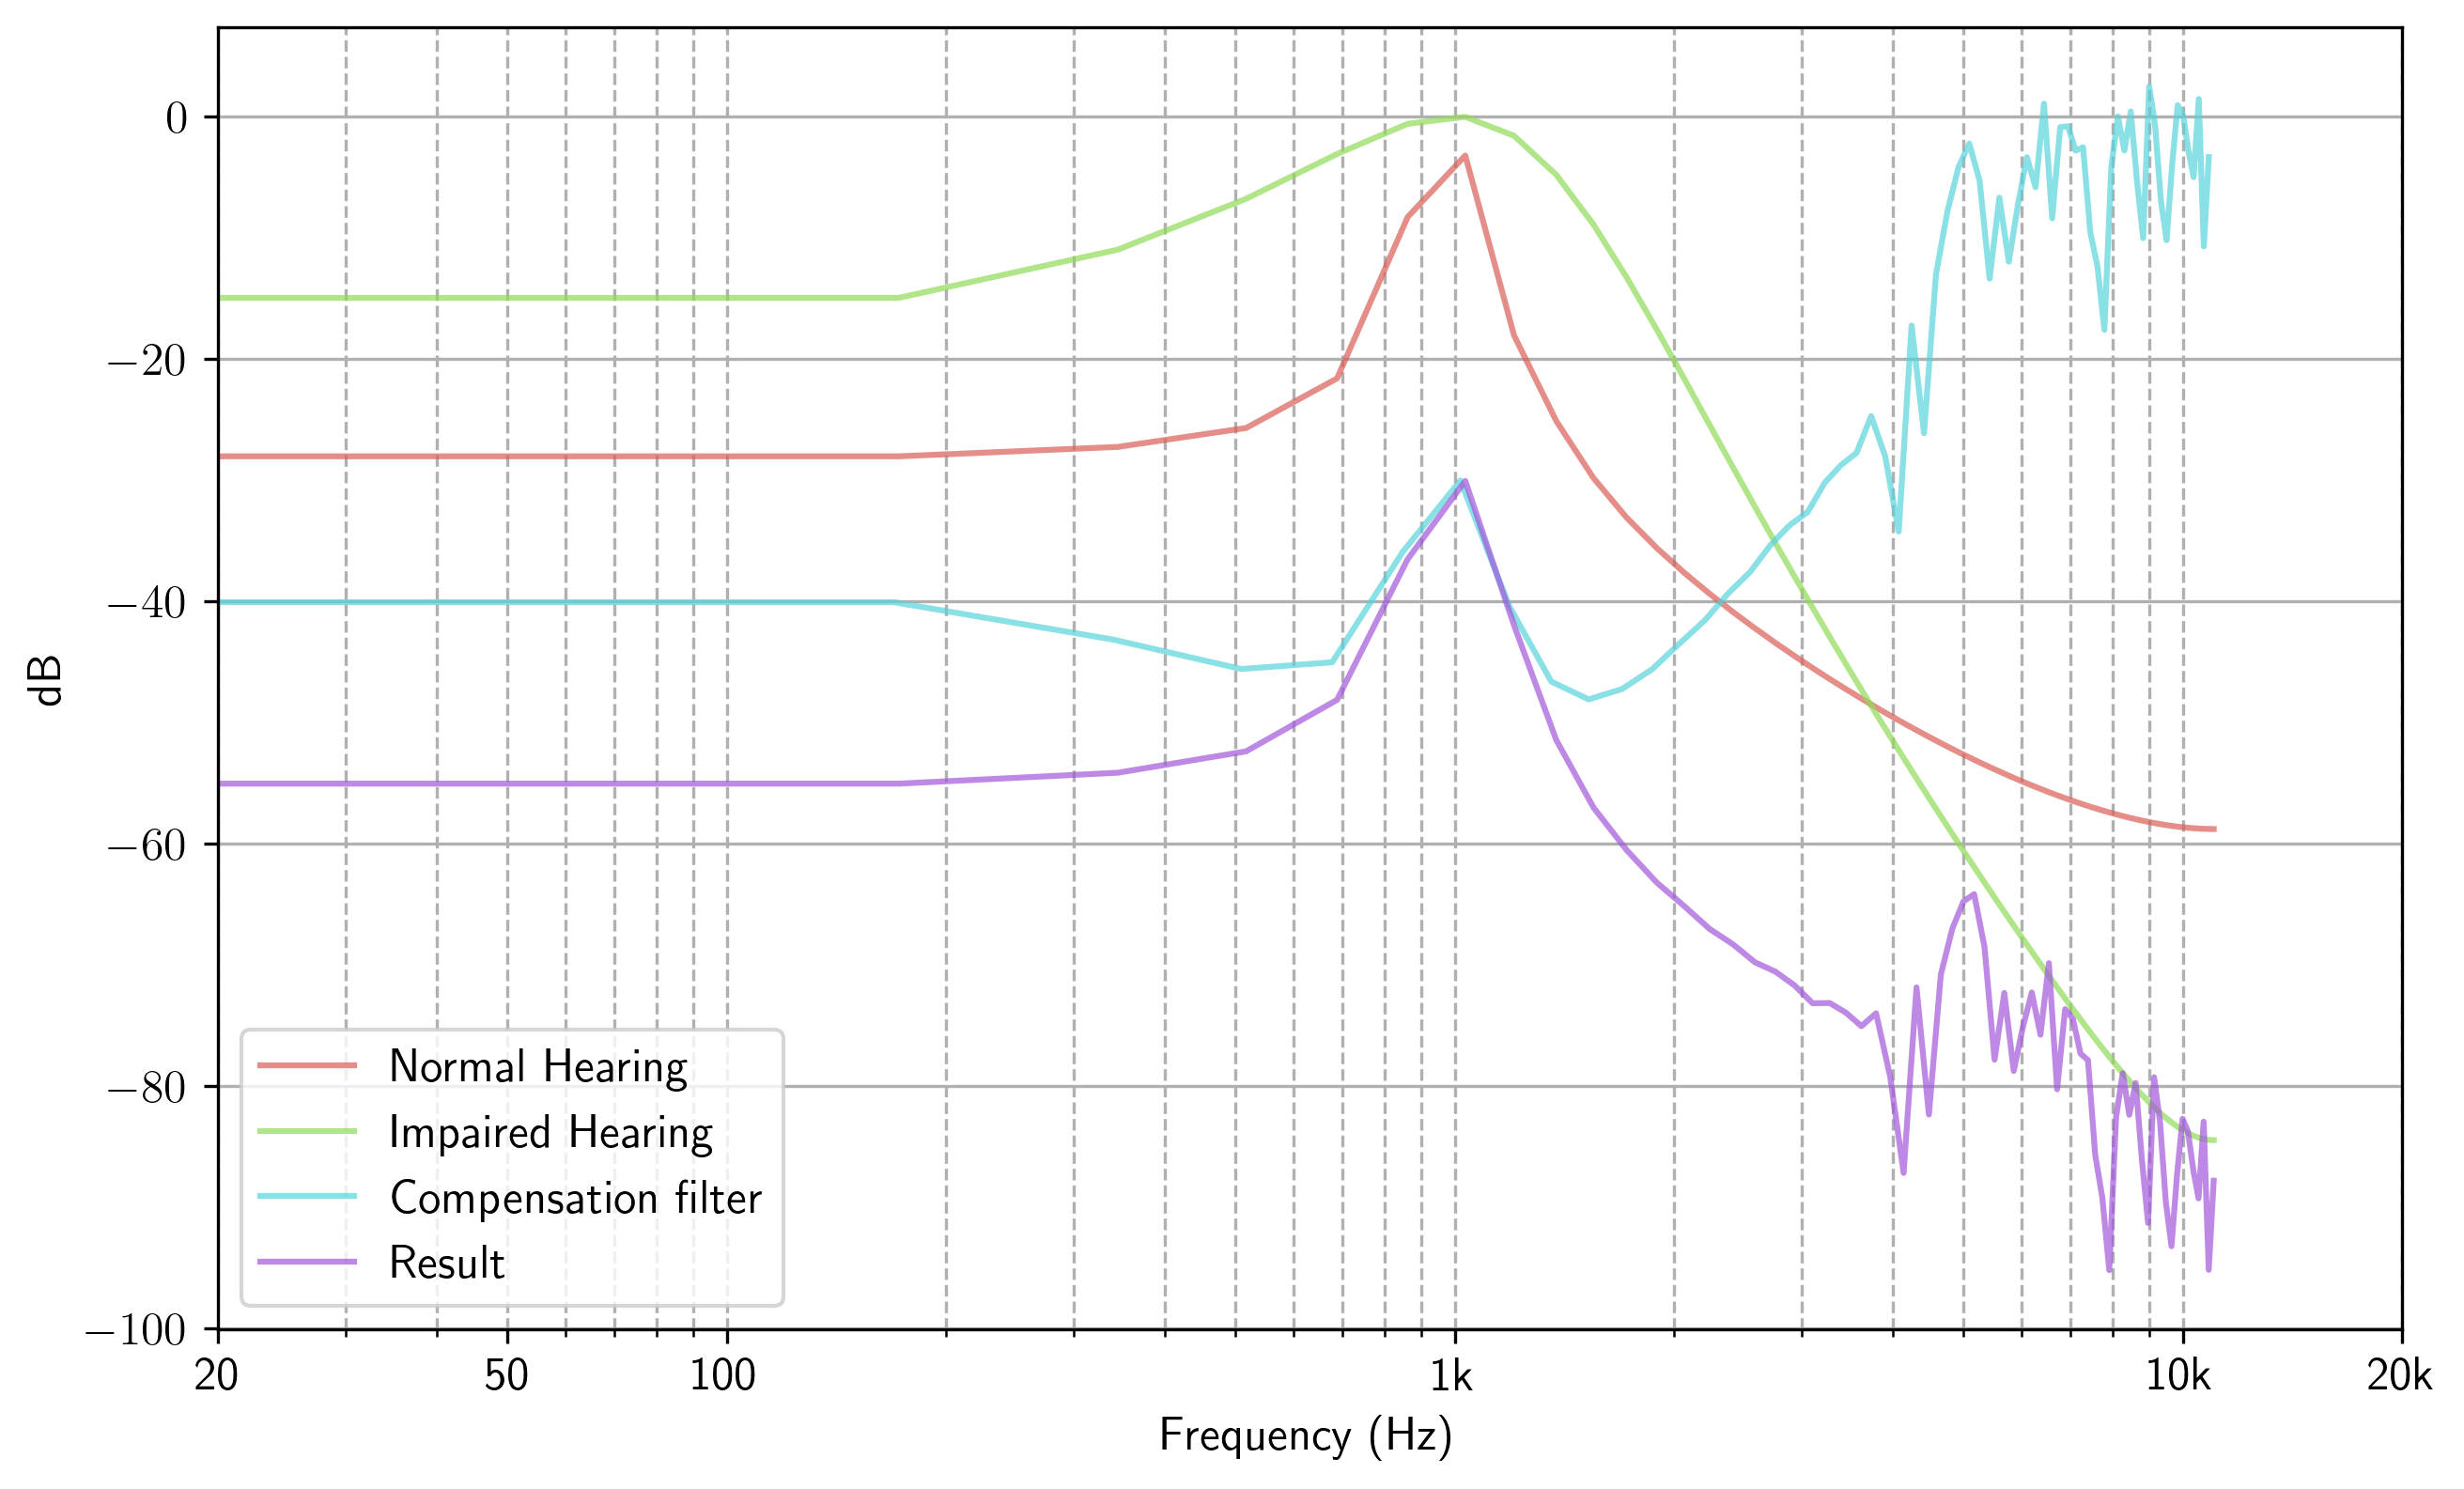 0
−20
−40
−60
−80
−100
dB
Normal Hearing
Impaired Hearing
Compensation filter
Result
20 50 100 1k 10k 20k
Frequency (Hz)